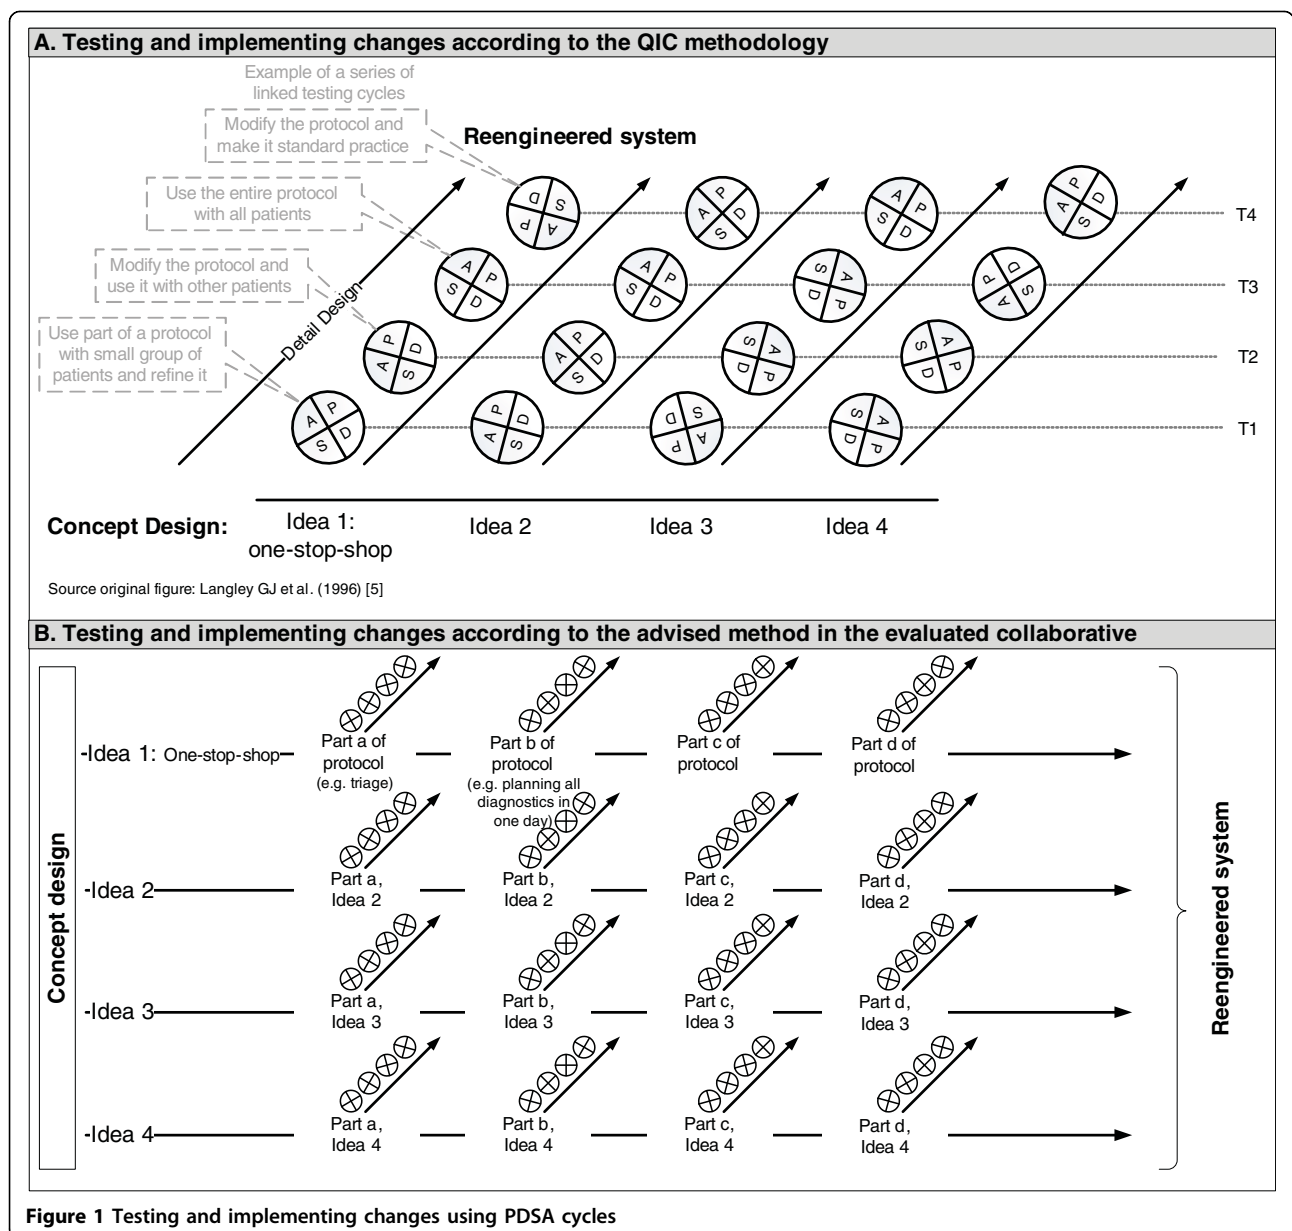 A. Testing and implementing changes according to the QIC methodology
Example of a series of
linked testing cycles
Modify the protocol and
make it standard practice
Reengineered system
Use the entire protocol
with all patients
Modify the protocol and
use it with other patients
Use part of a protocol
with small group of
patients and refine it
Detail Design
D S P A
P D A S
A P S D
P A D S
T4
A P S D
A P S D
S A D P
D P S A
T3
P D A S
P A D S
S A D P
A S P D
T2
A P S D
P D A S
D S P A
S A D P
T1
Concept Design:
Idea 1:
one-stop-shop
Idea 2
Idea 3
Idea 4
Source original figure: Langley GJ et al. (1996) [5]
B. Testing and implementing changes according to the advised method in the evaluated collaborative
Concept design
Idea 1: One-stop-shop
Part a of
protocol
(e.g. triage)
Part b of
protocol
(e.g. planning all
diagnostics in
one day)
Part c of
protocol
Part d of
protocol
Idea 2
Part a,
Idea 2
Part b,
Idea 2
Part c,
Idea 2
Part d,
Idea 2
Idea 3
Part a,
Idea 3
Part b,
Idea 3
Part c,
Idea 3
Part d,
Idea 3
Idea 4
Part a,
Idea 4
Part b,
Idea 4
Part c,
Idea 4
Part d,
Idea 4
Reengineered system
Figure 1 Testing and implementing changes using PDSA cycles